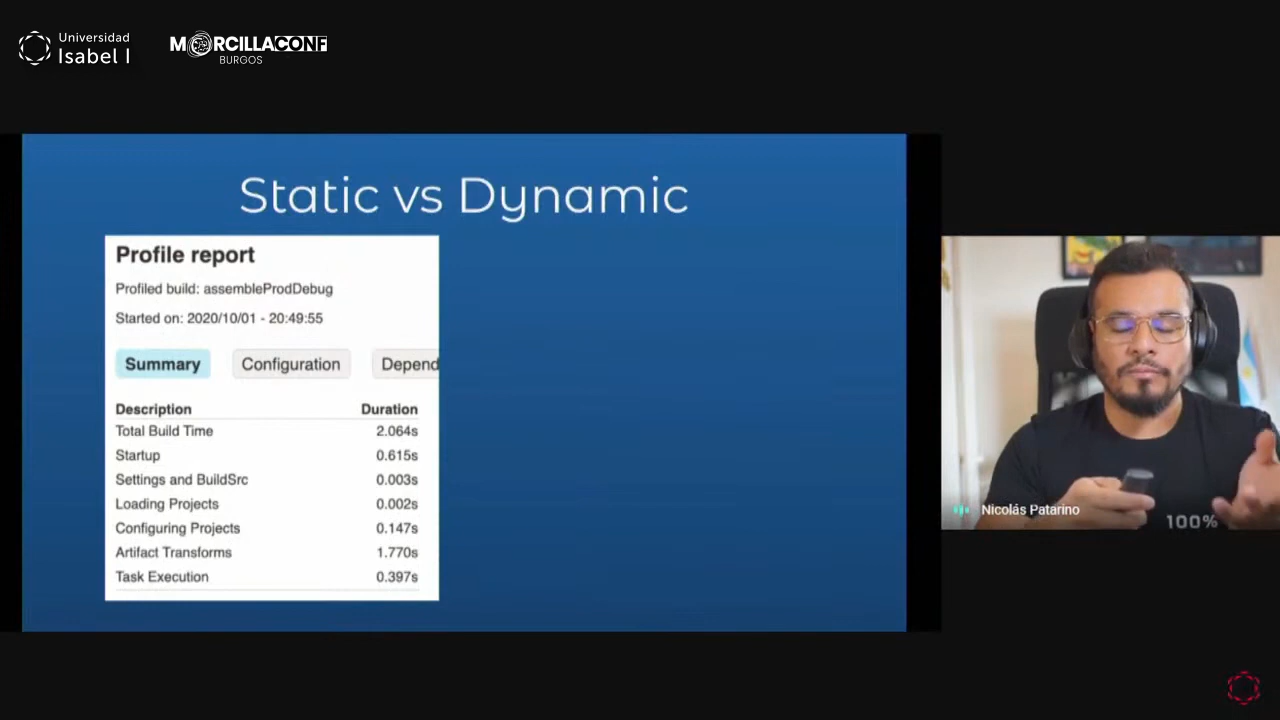 Universidad
Isabel I
MORCILLACONF
BURGOS
Static vs Dynamic
Profile report
Profiled build: assembleProdDebug
Started on: 2020/10/01 - 20:49:55
Summary Configuration Depend
Description Duration
Total Build Time 2.064s
Startup 0.615s
Settings and BuildSrc 0.003s
Loading Projects 0.002s
Configuring Projects 0.147s
Artifact Transforms 1.770s
Task Execution 0.397s
Nicolás Patarino
100%